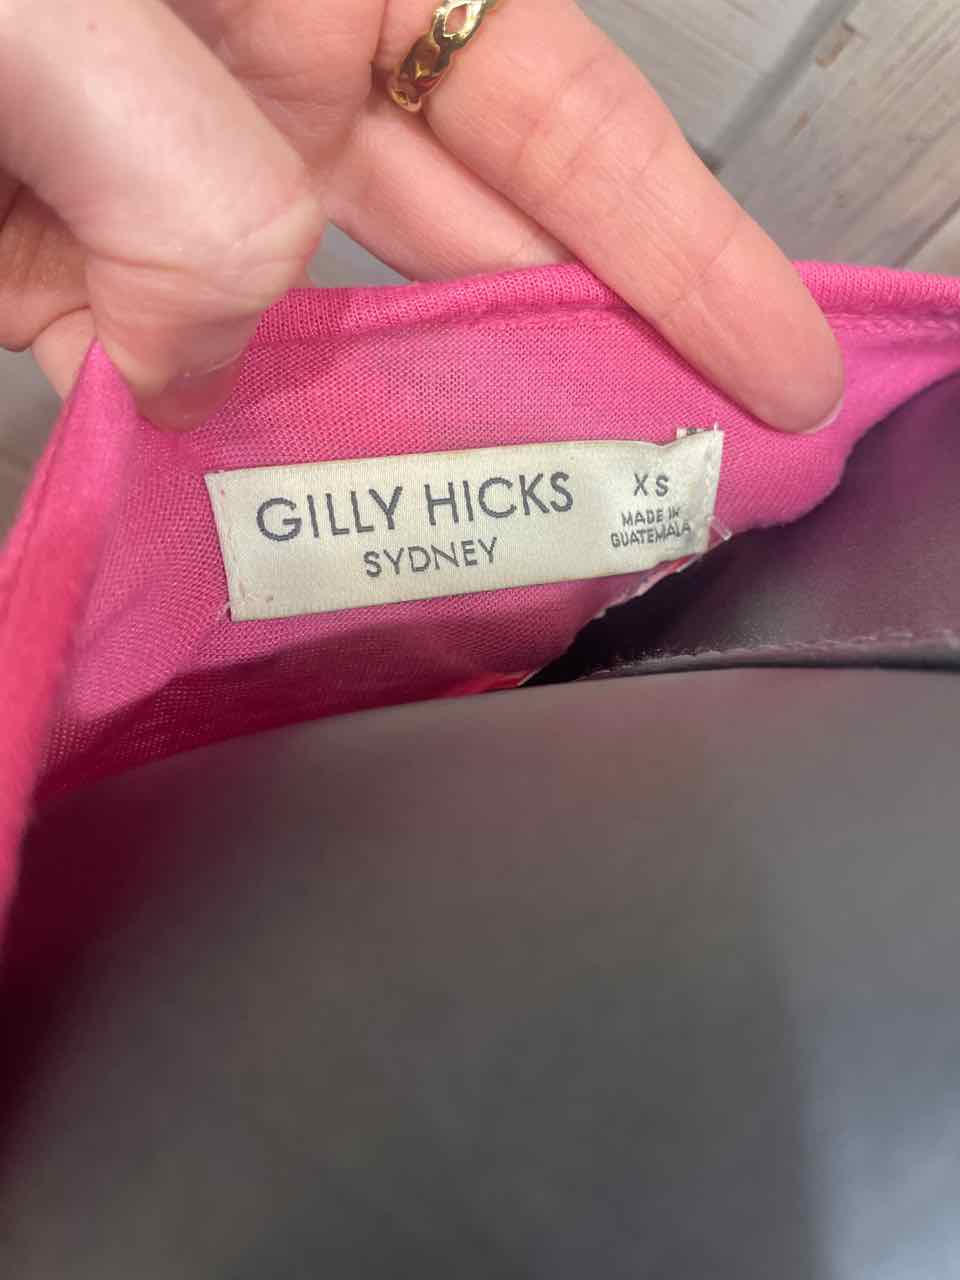 GILLY HICKS
SYDNEY
XS
MADE IN
GUATEMALA